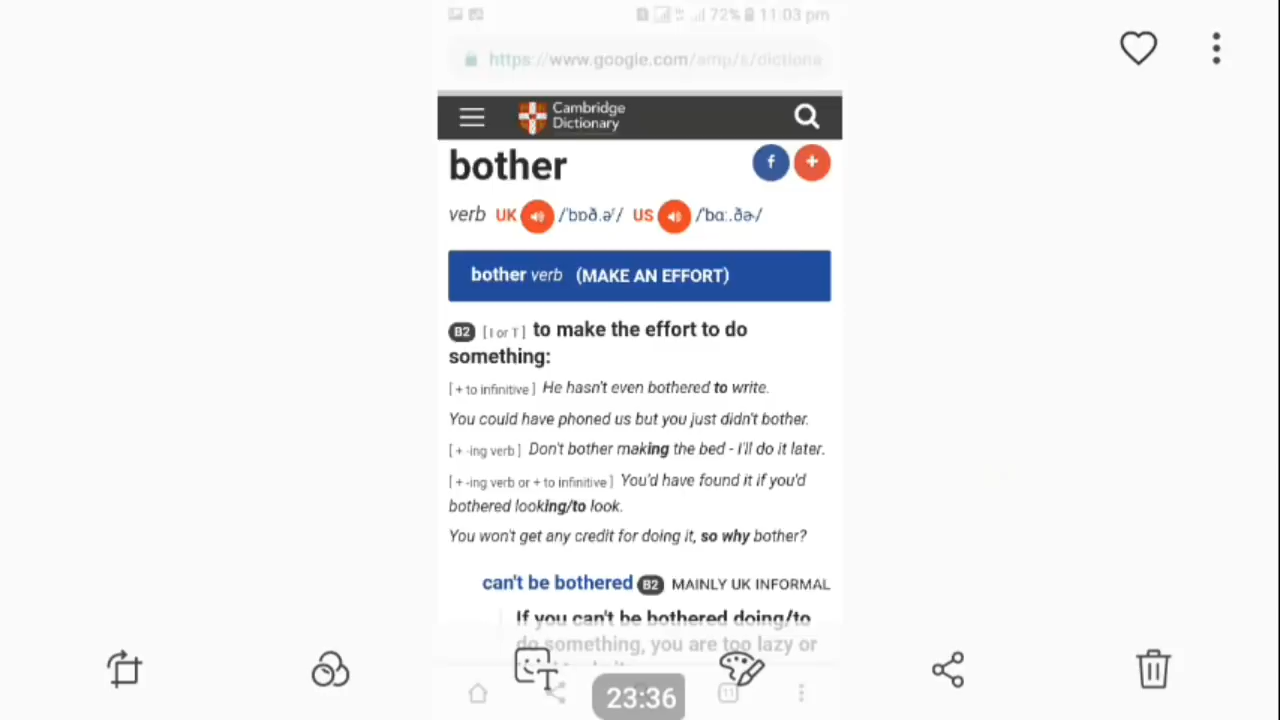 72% 11:03 pm
https://www.google.com/amp/s/dictiona
Cambridge
Dictionary
bother
f +
verb UK /ˈbɒð.əʳ/ US /ˈbɑː.ðɚ/
bother verb (MAKE AN EFFORT)
B2 [ I or T ] to make the effort to do
something:
[ + to infinitive ] He hasn't even bothered to write.
You could have phoned us but you just didn't bother.
[ + -ing verb ] Don't bother making the bed - I'll do it later.
[ + -ing verb or + to infinitive ] You'd have found it if you'd
bothered looking/to look.
You won't get any credit for doing it, so why bother?
can't be bothered B2 MAINLY UK INFORMAL
If you can't be bothered doing/to
do something, you are too lazy or
T
23:36
11